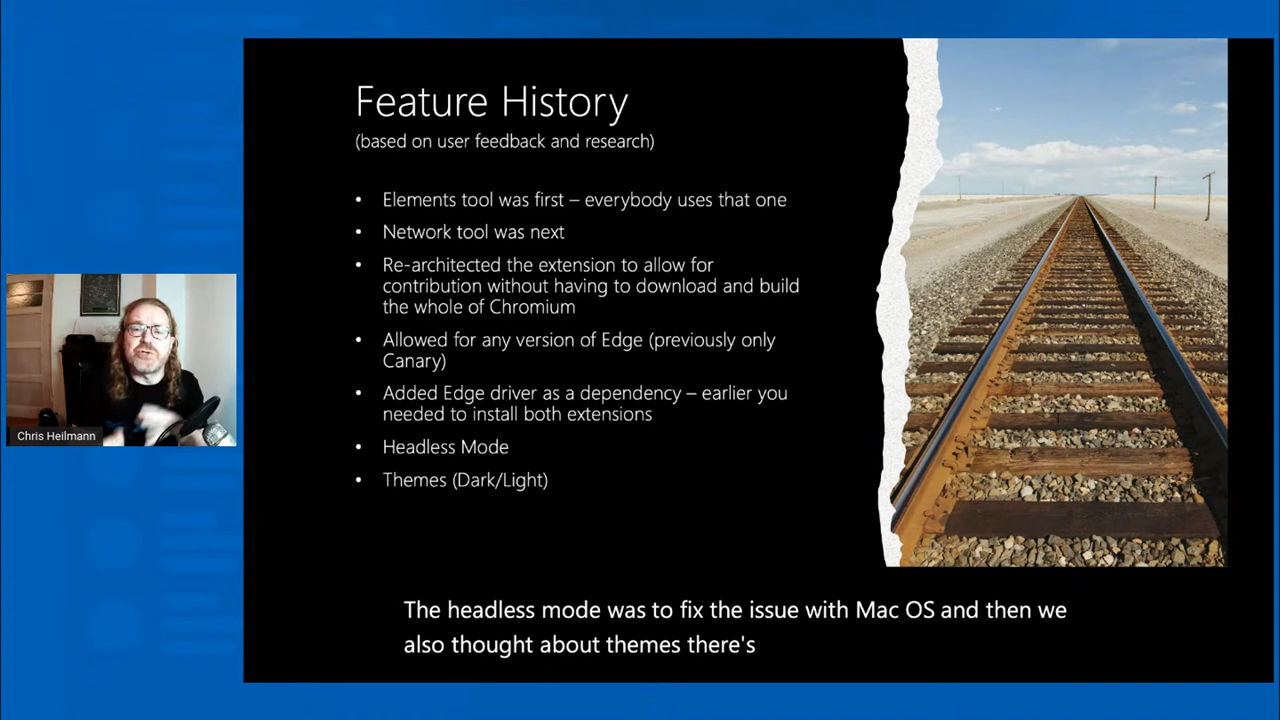 Feature History
(based on user feedback and research)
• Elements tool was first – everybody uses that one
• Network tool was next
• Re-architected the extension to allow for
contribution without having to download and build
the whole of Chromium
• Allowed for any version of Edge (previously only
Canary)
• Added Edge driver as a dependency – earlier you
needed to install both extensions
• Headless Mode
• Themes (Dark/Light)
Chris Heilmann
The headless mode was to fix the issue with Mac OS and then we
also thought about themes there's